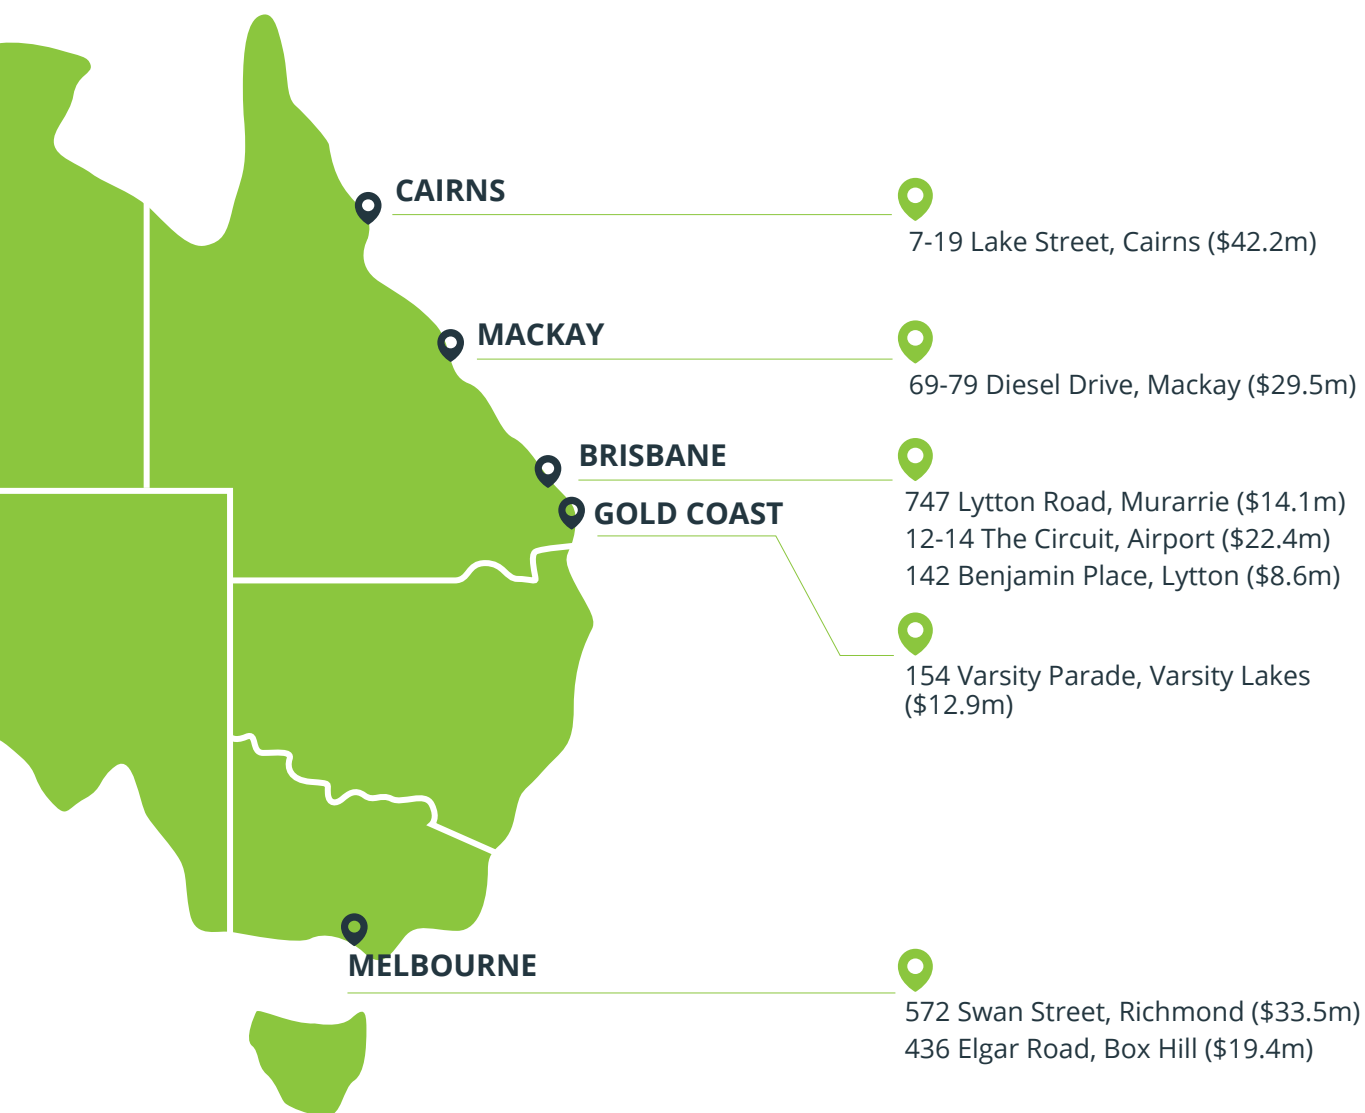 CAIRNS
7-19 Lake Street, Cairns ($42.2m)
MACKAY
69-79 Diesel Drive, Mackay ($29.5m)
BRISBANE
747 Lytton Road, Murarrie ($14.1m)
12-14 The Circuit, Airport ($22.4m)
142 Benjamin Place, Lytton ($8.6m)
GOLD COAST
154 Varsity Parade, Varsity Lakes
($12.9m)
MELBOURNE
572 Swan Street, Richmond ($33.5m)
436 Elgar Road, Box Hill ($19.4m)